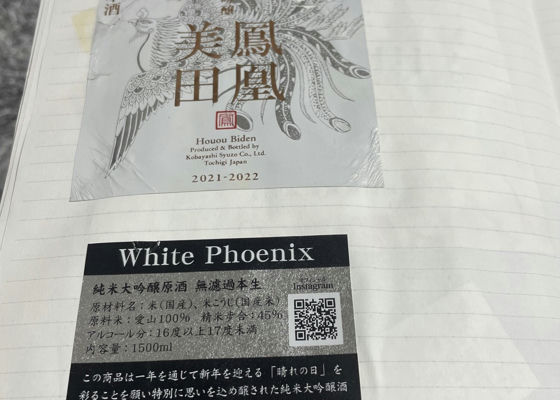 酒
鳳凰
美田
Houou Biden
Produced & Bottled by
Kobayashi Syuzo Co., Ltd.
Tochigi Japan
2021-2022
White Phoenix
純米大吟醸原酒 無濾過本生
Instagram
原材料名:米(国産)、米こうじ(国産米)
原料米:愛山100% 精米歩合:45%
アルコール分:16度以上17度未満
内容量:1500ml
この商品は一年を通じて新年を迎える「晴れの日」を
彩ることを願い特別に思いを込め醸された純米大吟醸酒